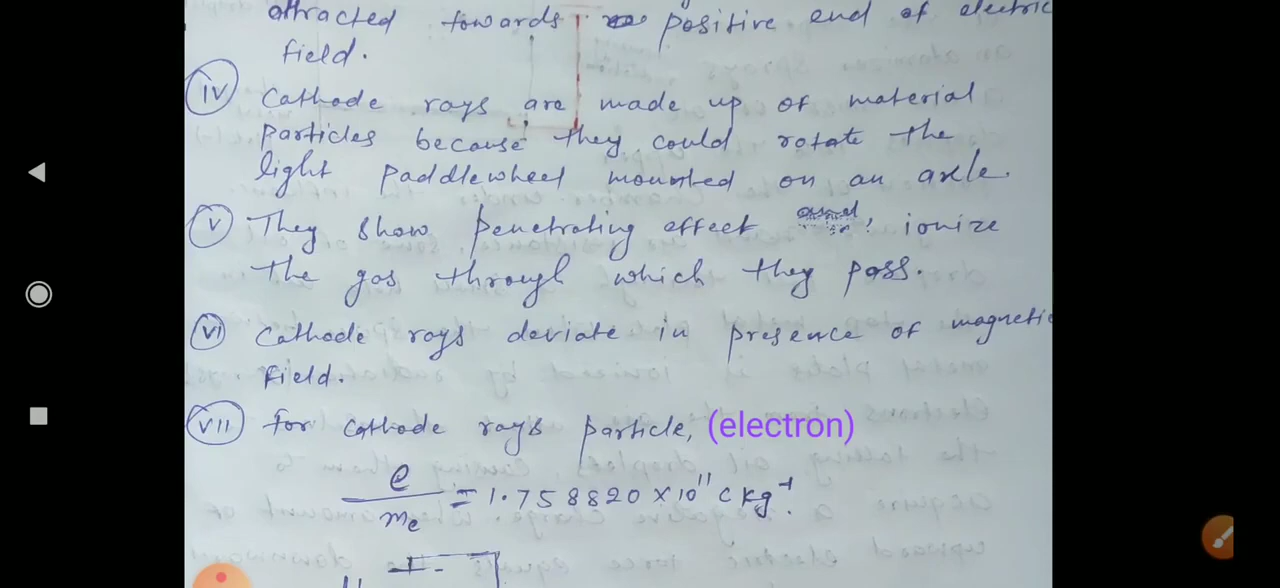 attracted towards positive end of electric
field.
(iv) Cathode rays are made up of material
particles because they could rotate the
light paddlewheel mounted on an axle.
(v) They show penetrating effect, ionize
the gas through which they pass.
(vi) Cathode rays deviate in presence of magnetic
field.
(vii) For cathode rays particle, (electron)
e/me = 1.758820 × 10¹¹ C kg⁻¹.